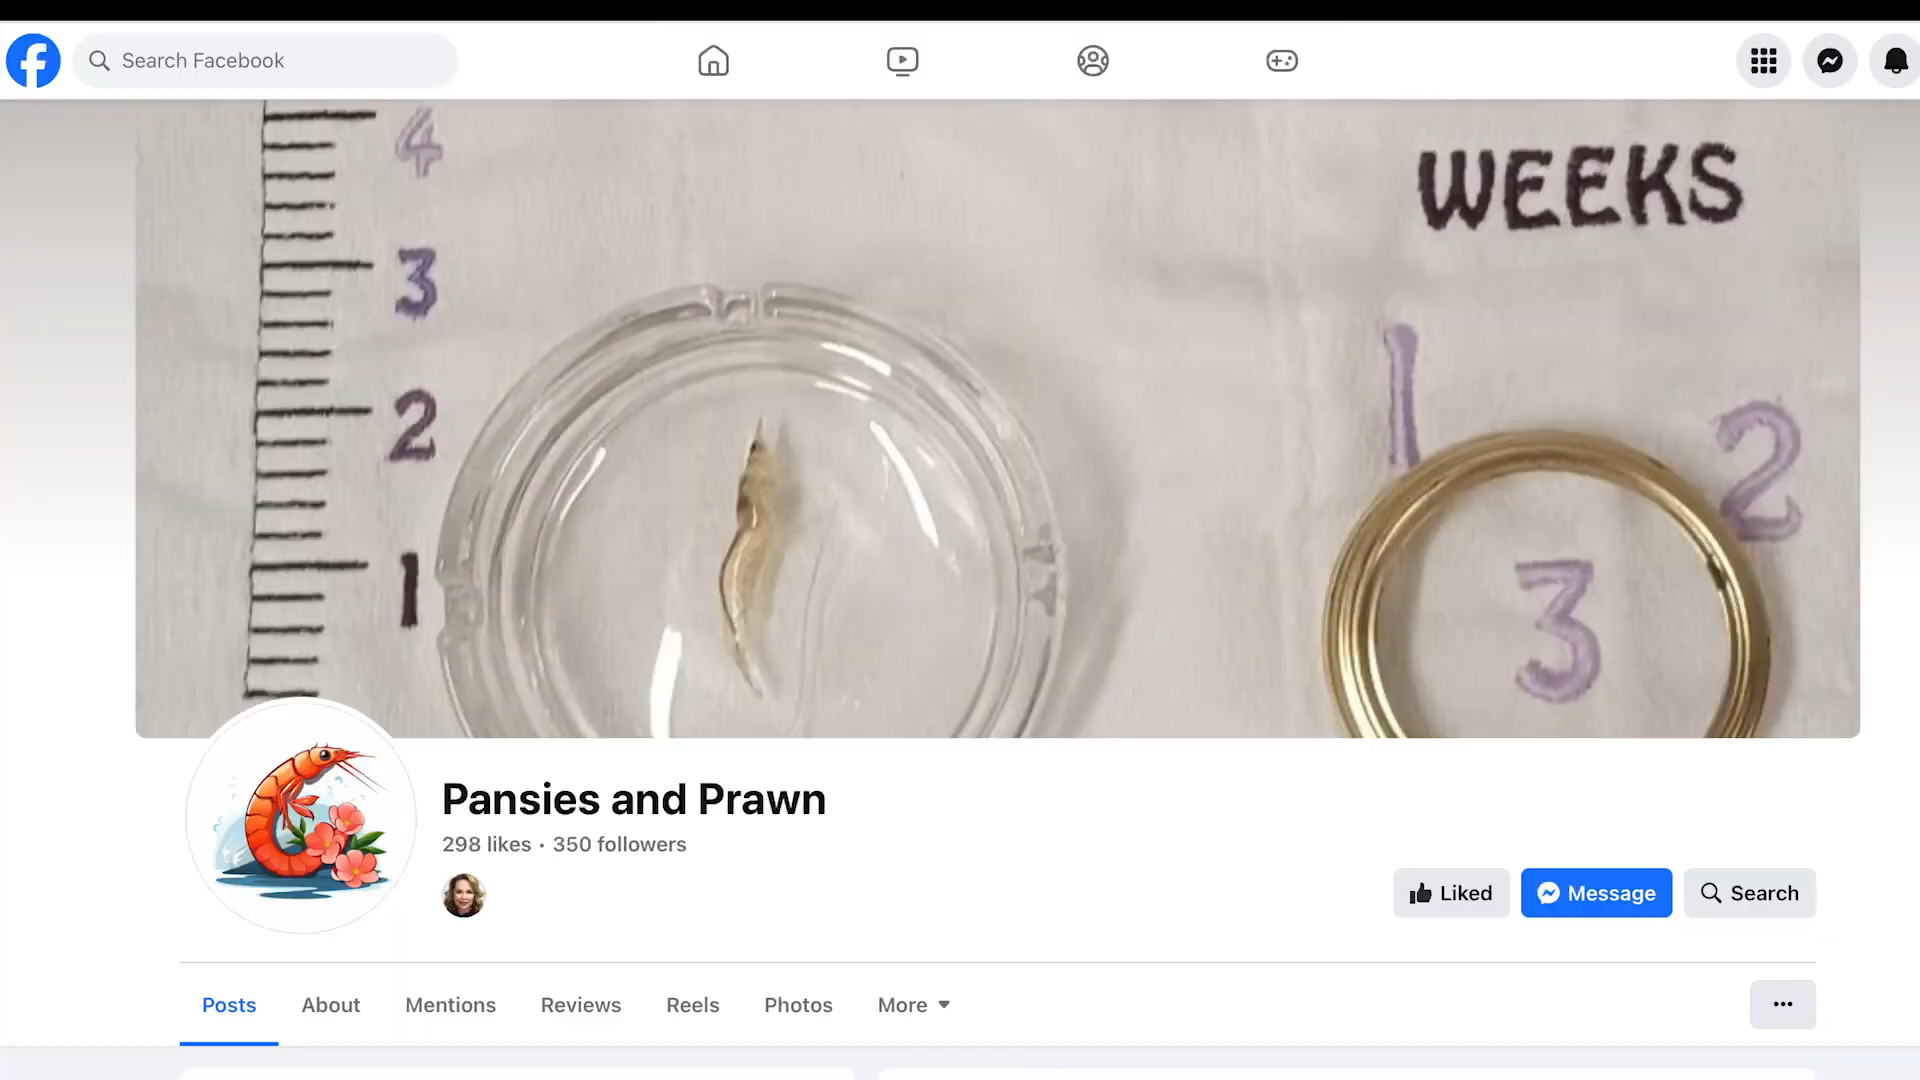 Search Facebook
4
WEEKS
3
1
2
2
1
3
Pansies and Prawn
298 likes · 350 followers
Liked
Message
Search
Posts
About
Mentions
Reviews
Reels
Photos
More